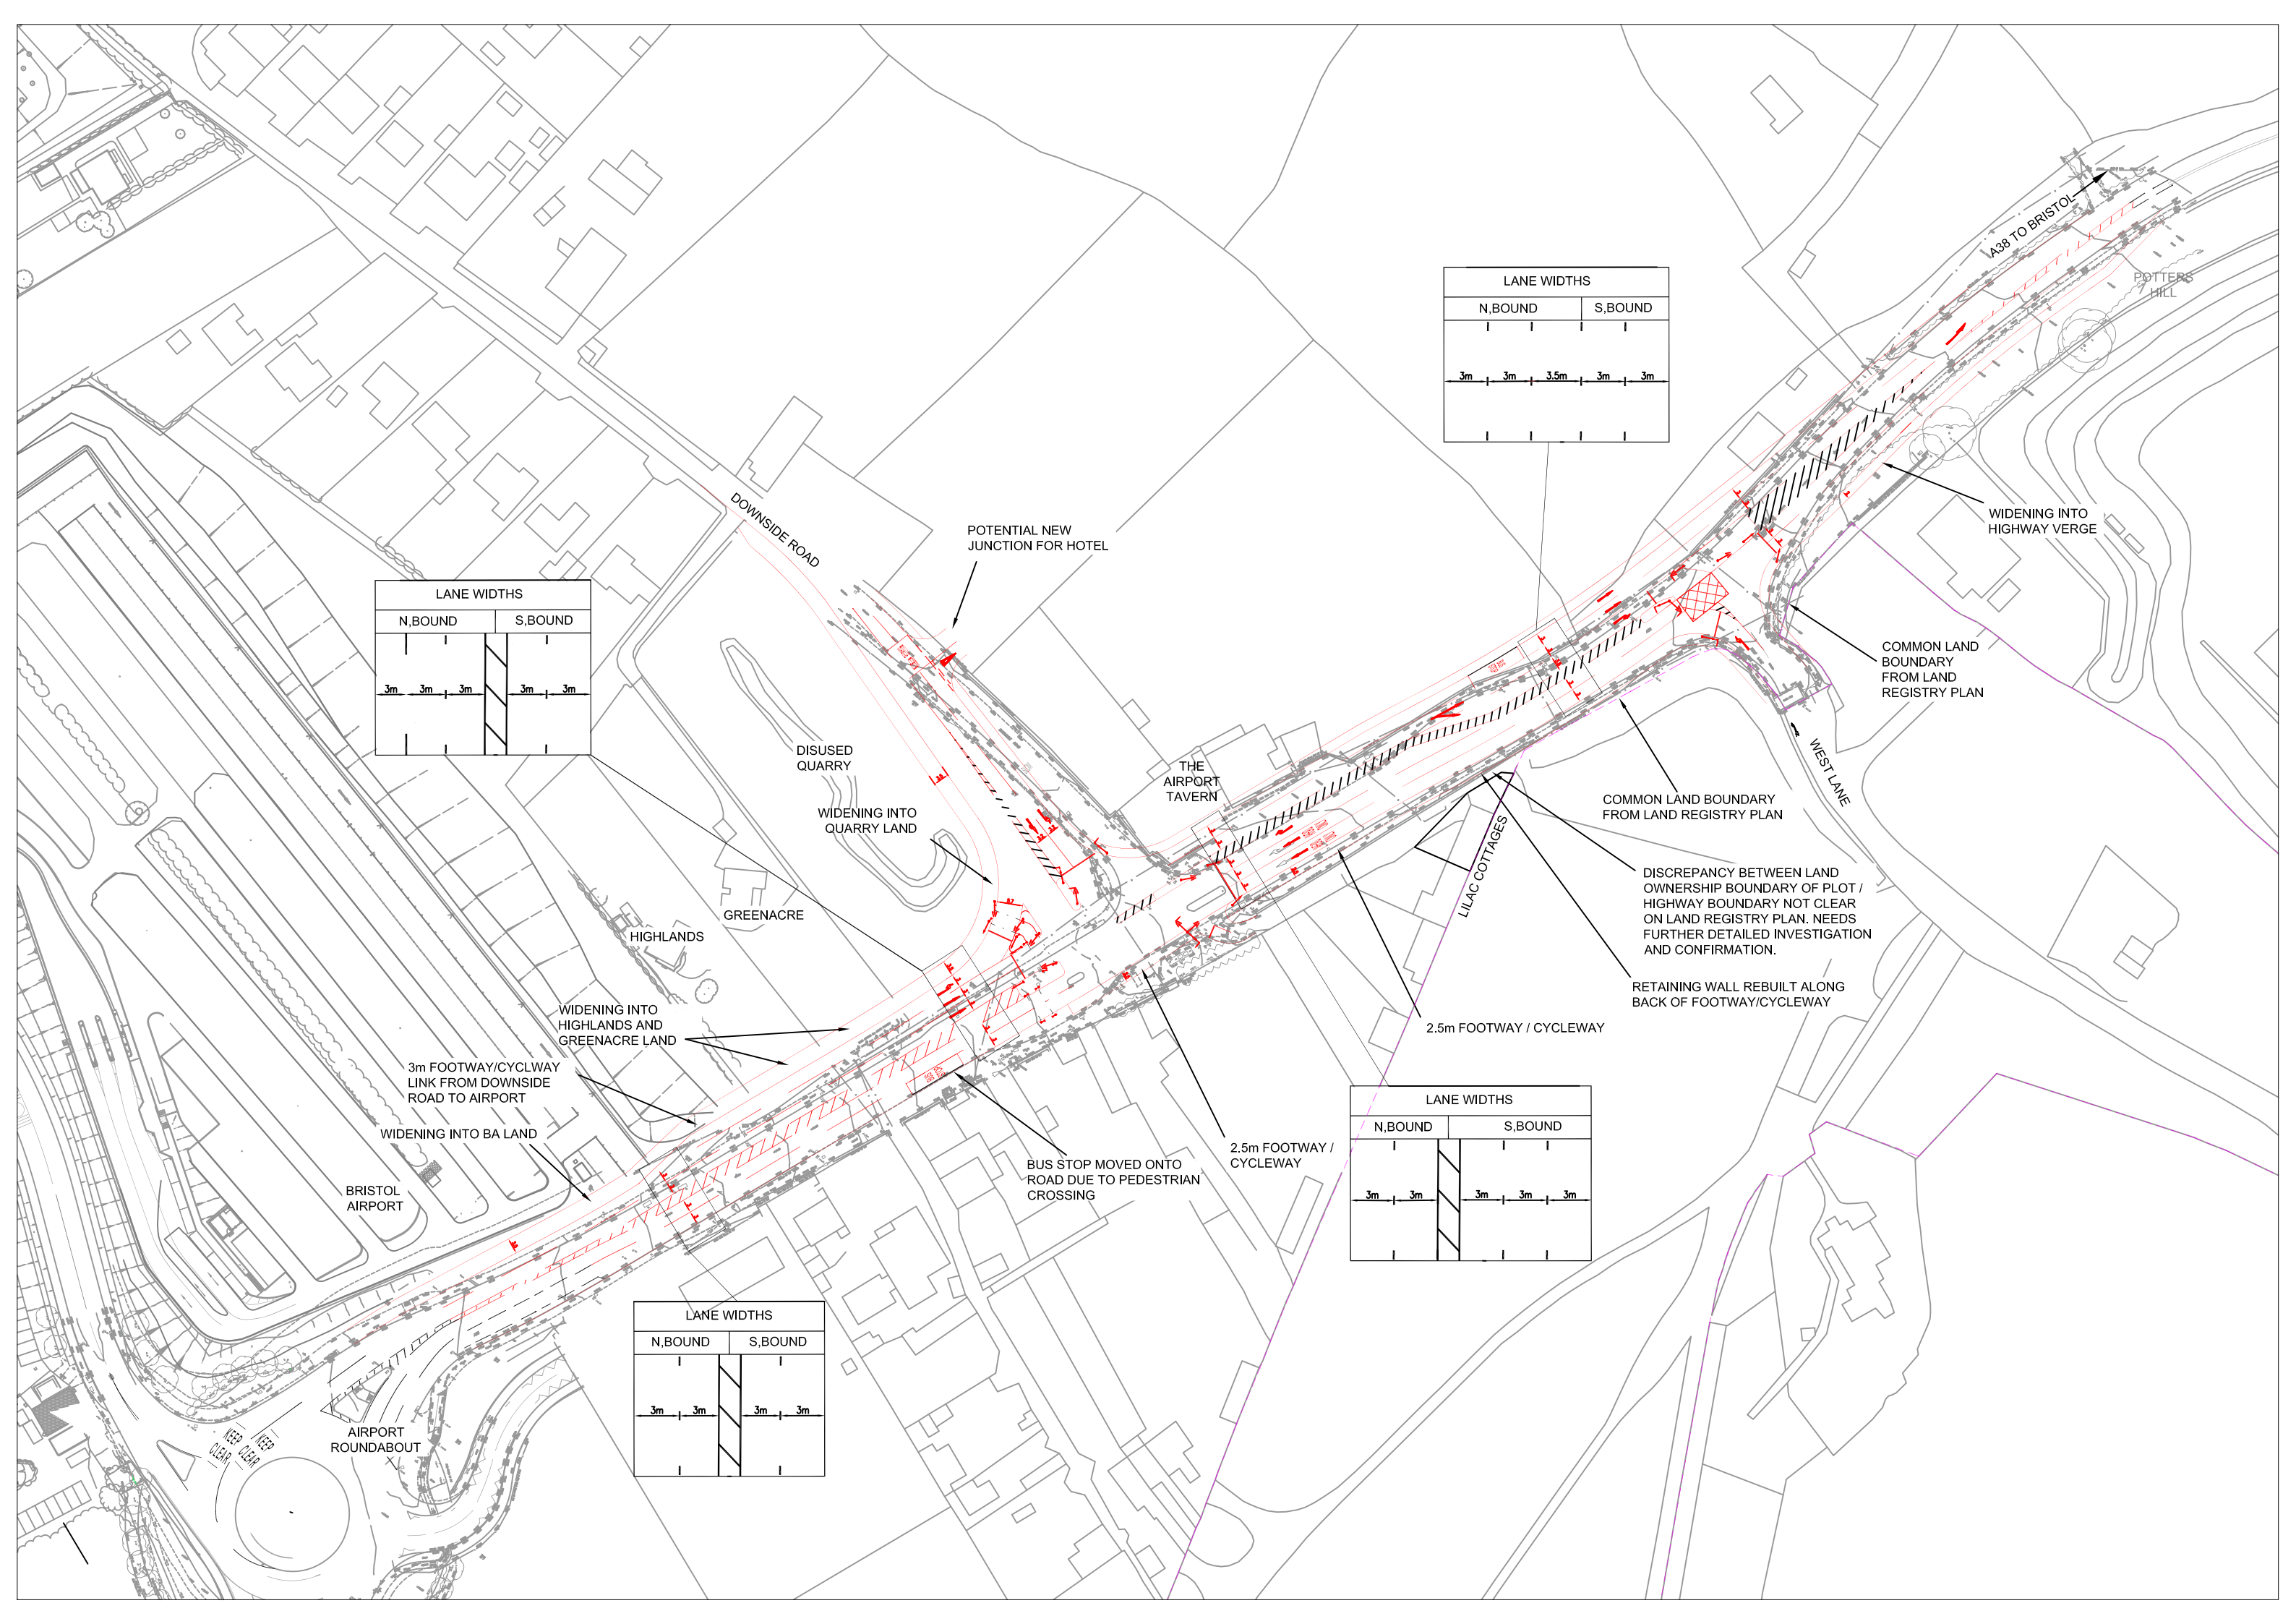 A38 TO BRISTOL
POTTERS
HILL
LANE WIDTHS
N,BOUND
S,BOUND
3m
3m
3.5m
3m
3m
DOWNSIDE ROAD
POTENTIAL NEW
JUNCTION FOR HOTEL
WIDENING INTO
HIGHWAY VERGE
LANE WIDTHS
N,BOUND
S,BOUND
3m
3m
3m
3m
3m
COMMON LAND
BOUNDARY
FROM LAND
REGISTRY PLAN
DISUSED
QUARRY
THE
AIRPORT
TAVERN
WEST LANE
WIDENING INTO
QUARRY LAND
COMMON LAND BOUNDARY
FROM LAND REGISTRY PLAN
LILAC COTTAGES
DISCREPANCY BETWEEN LAND
OWNERSHIP BOUNDARY OF PLOT /
HIGHWAY BOUNDARY NOT CLEAR
ON LAND REGISTRY PLAN. NEEDS
FURTHER DETAILED INVESTIGATION
AND CONFIRMATION.
GREENACRE
HIGHLANDS
RETAINING WALL REBUILT ALONG
BACK OF FOOTWAY/CYCLEWAY
WIDENING INTO
HIGHLANDS AND
GREENACRE LAND
2.5m FOOTWAY / CYCLEWAY
3m FOOTWAY/CYCLWAY
LINK FROM DOWNSIDE
ROAD TO AIRPORT
WIDENING INTO BA LAND
LANE WIDTHS
N,BOUND
S,BOUND
3m
3m
3m
3m
3m
2.5m FOOTWAY /
CYCLEWAY
BUS STOP MOVED ONTO
ROAD DUE TO PEDESTRIAN
CROSSING
BRISTOL
AIRPORT
LANE WIDTHS
N,BOUND
S,BOUND
3m
3m
3m
3m
AIRPORT
ROUNDABOUT
KEEP
CLEAR
KEEP
CLEAR